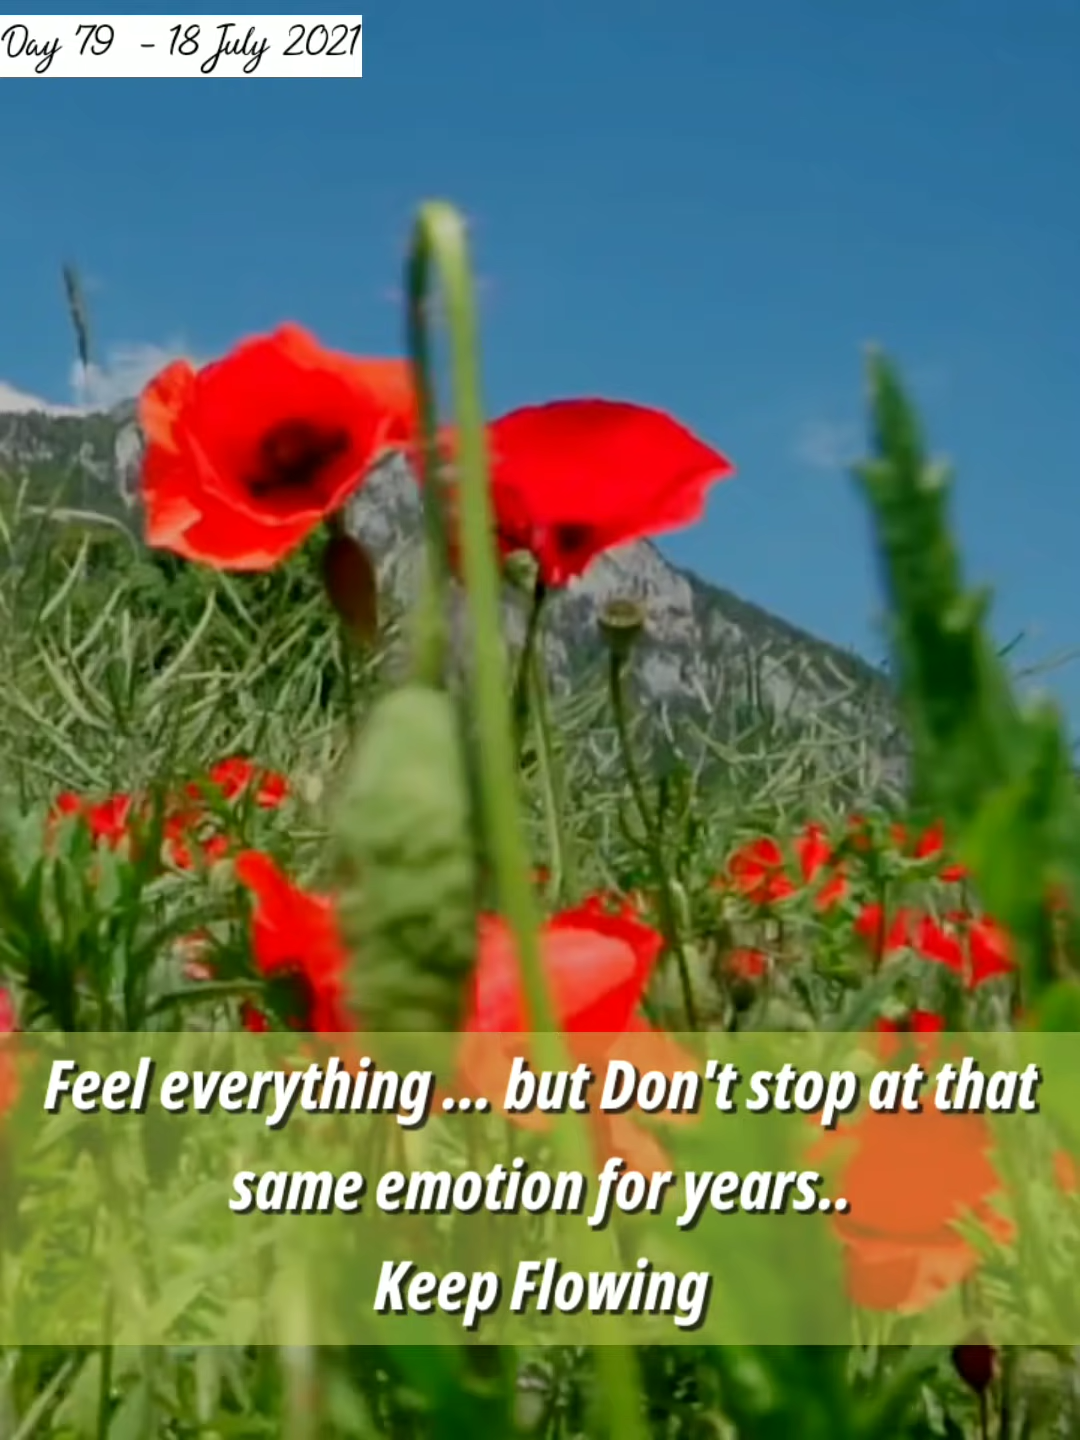 Day 79 - 18 July 2021
Feel everything ... but Don't stop at that
same emotion for years..
Keep Flowing